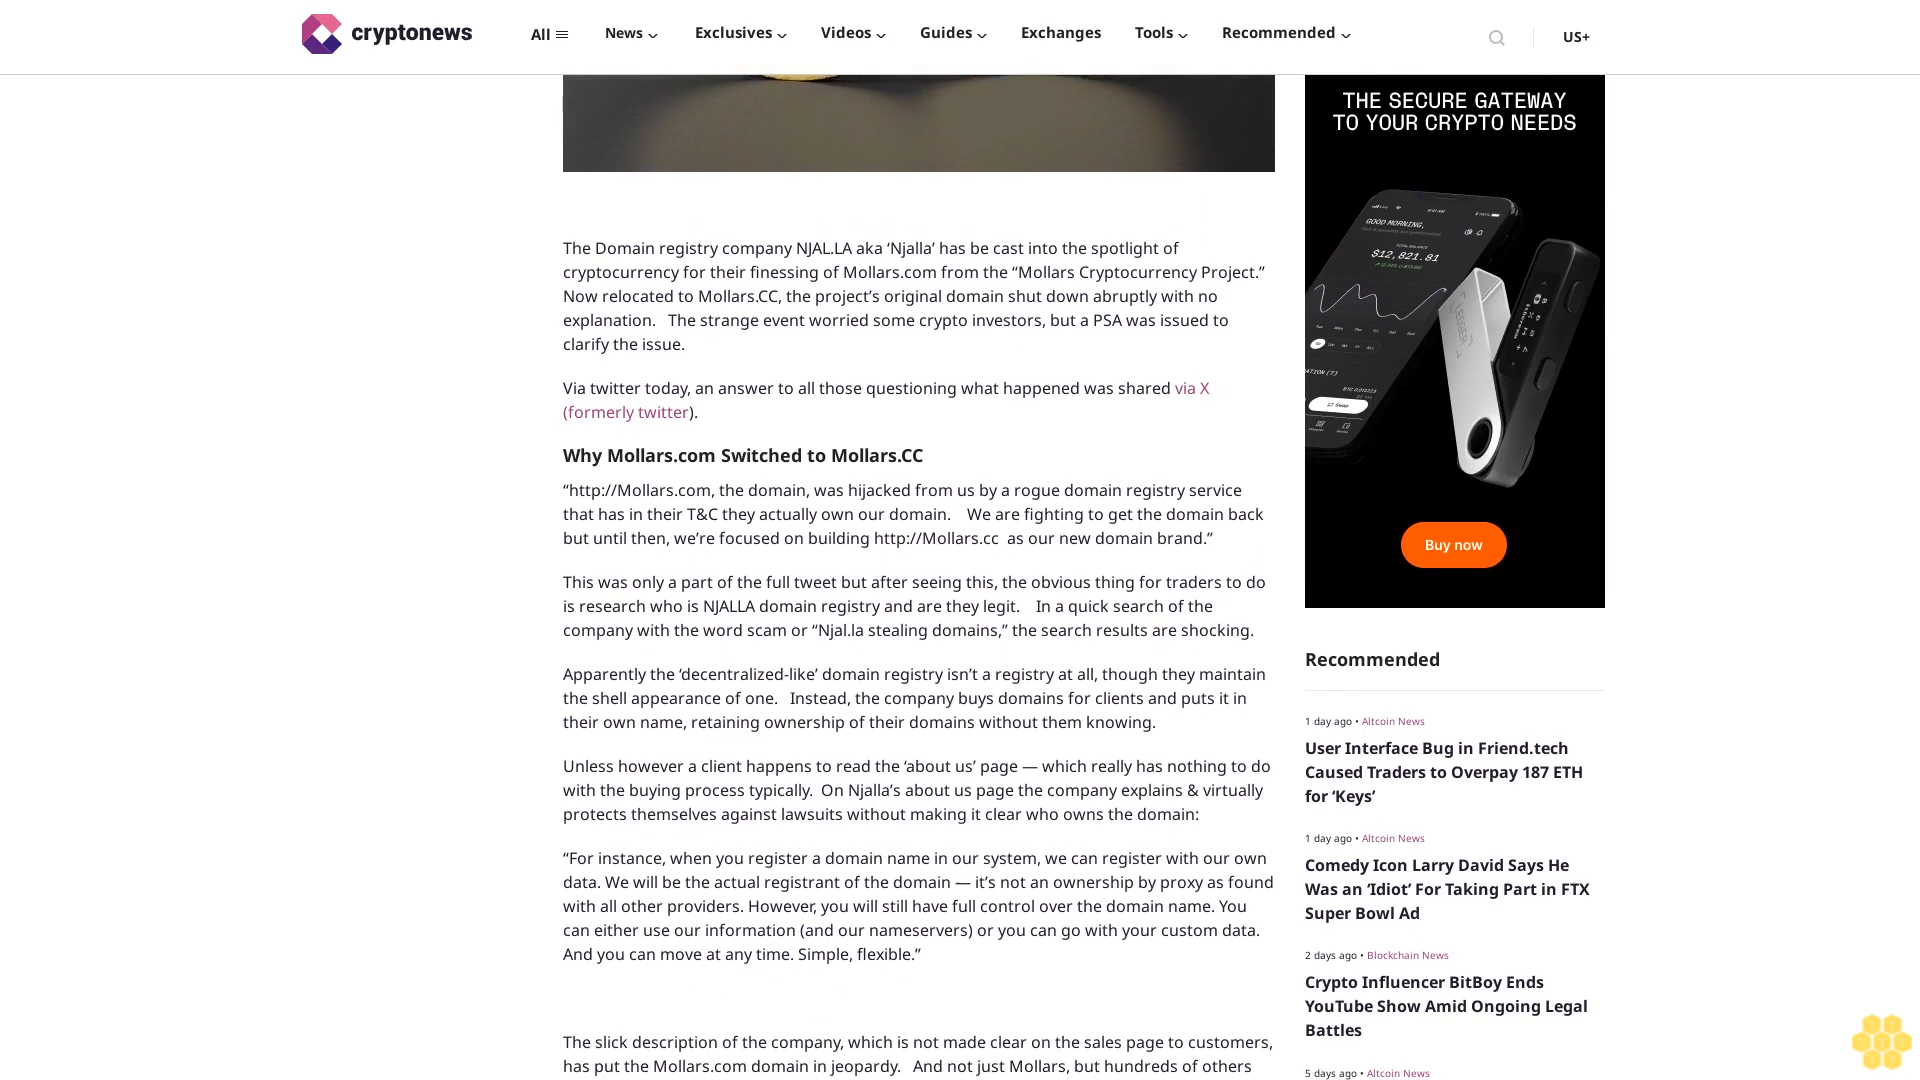 cryptonews
All
News
Exclusives
Videos
Guides
Exchanges
Tools
Recommended
US+
The Domain registry company NJAL.LA aka ‘Njalla’ has be cast into the spotlight of
cryptocurrency for their finessing of Mollars.com from the “Mollars Cryptocurrency Project.”
Now relocated to Mollars.CC, the project’s original domain shut down abruptly with no
explanation.   The strange event worried some crypto investors, but a PSA was issued to
clarify the issue.
Via twitter today, an answer to all those questioning what happened was shared via X
(formerly twitter).
Why Mollars.com Switched to Mollars.CC
“http://Mollars.com, the domain, was hijacked from us by a rogue domain registry service
that has in their T&C they actually own our domain.    We are fighting to get the domain back
but until then, we’re focused on building http://Mollars.cc  as our new domain brand.”
This was only a part of the full tweet but after seeing this, the obvious thing for traders to do
is research who is NJALLA domain registry and are they legit.    In a quick search of the
company with the word scam or “Njal.la stealing domains,” the search results are shocking.
Apparently the ‘decentralized-like’ domain registry isn’t a registry at all, though they maintain
the shell appearance of one.   Instead, the company buys domains for clients and puts it in
their own name, retaining ownership of their domains without them knowing.
Unless however a client happens to read the ‘about us’ page — which really has nothing to do
with the buying process typically.  On Njalla’s about us page the company explains & virtually
protects themselves against lawsuits without making it clear who owns the domain:
“For instance, when you register a domain name in our system, we can register with our own
data. We will be the actual registrant of the domain — it’s not an ownership by proxy as found
with all other providers. However, you will still have full control over the domain name. You
can either use our information (and our nameservers) or you can go with your custom data.
And you can move at any time. Simple, flexible.”
The slick description of the company, which is not made clear on the sales page to customers,
has put the Mollars.com domain in jeopardy.   And not just Mollars, but hundreds of others
THE SECURE GATEWAY
TO YOUR CRYPTO NEEDS
GOOD MORNING,
TOTAL BALANCE
$12,821.81
LEDGER
Swap
Buy now
Recommended
1 day ago • Altcoin News
User Interface Bug in Friend.tech
Caused Traders to Overpay 187 ETH
for ‘Keys’
1 day ago • Altcoin News
Comedy Icon Larry David Says He
Was an ‘Idiot’ For Taking Part in FTX
Super Bowl Ad
2 days ago • Blockchain News
Crypto Influencer BitBoy Ends
YouTube Show Amid Ongoing Legal
Battles
5 days ago • Altcoin News